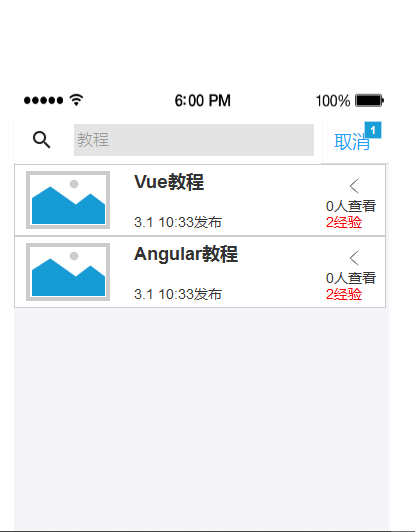 6:00 PM 100%
教程 取消 1
Vue教程
0人查看
3.1 10:33发布 2经验
Angular教程
0人查看
3.1 10:33发布 2经验